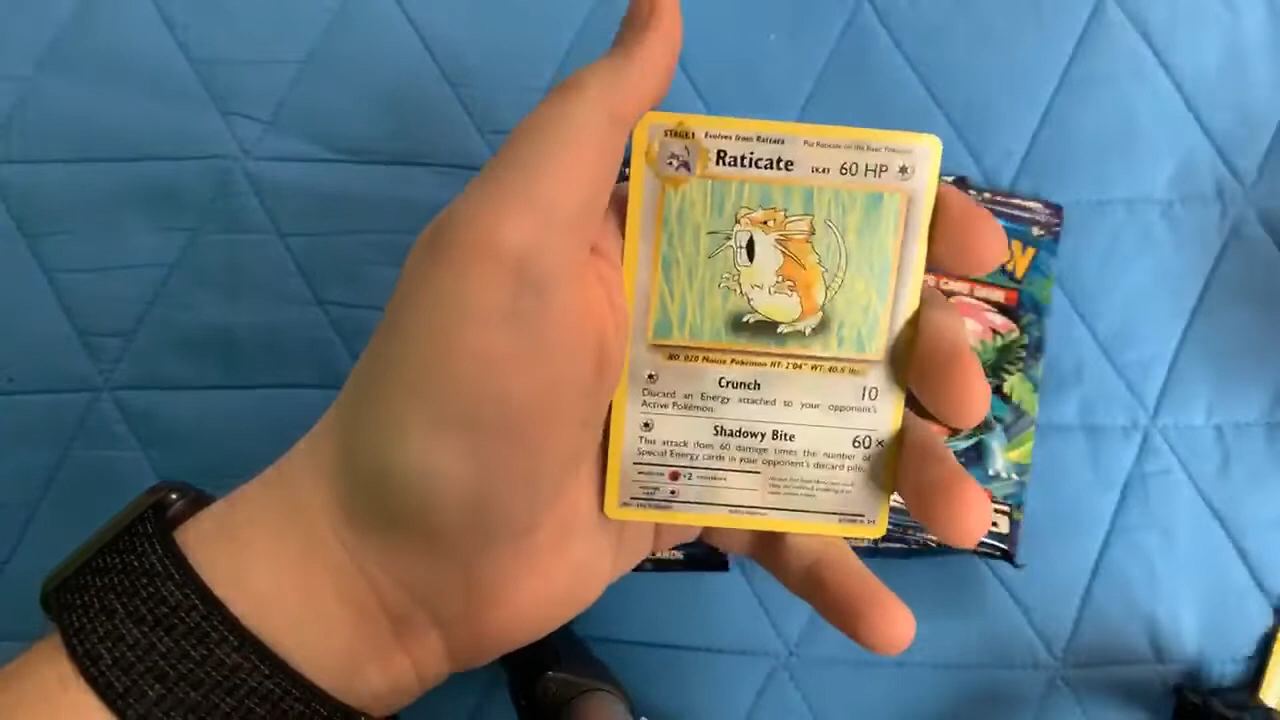 STAGE 1 Evolves from Rattata Put Raticate on the Basic Pokémon
Raticate LV.41 60 HP
NO. 020 Mouse Pokémon HT: 2'04" WT: 40.8 lbs.
Crunch 10
Discard an Energy attached to your opponent's
Active Pokémon.
Shadowy Bite 60×
This attack does 60 damage times the number of
Special Energy cards in your opponent's discard pile.
+2